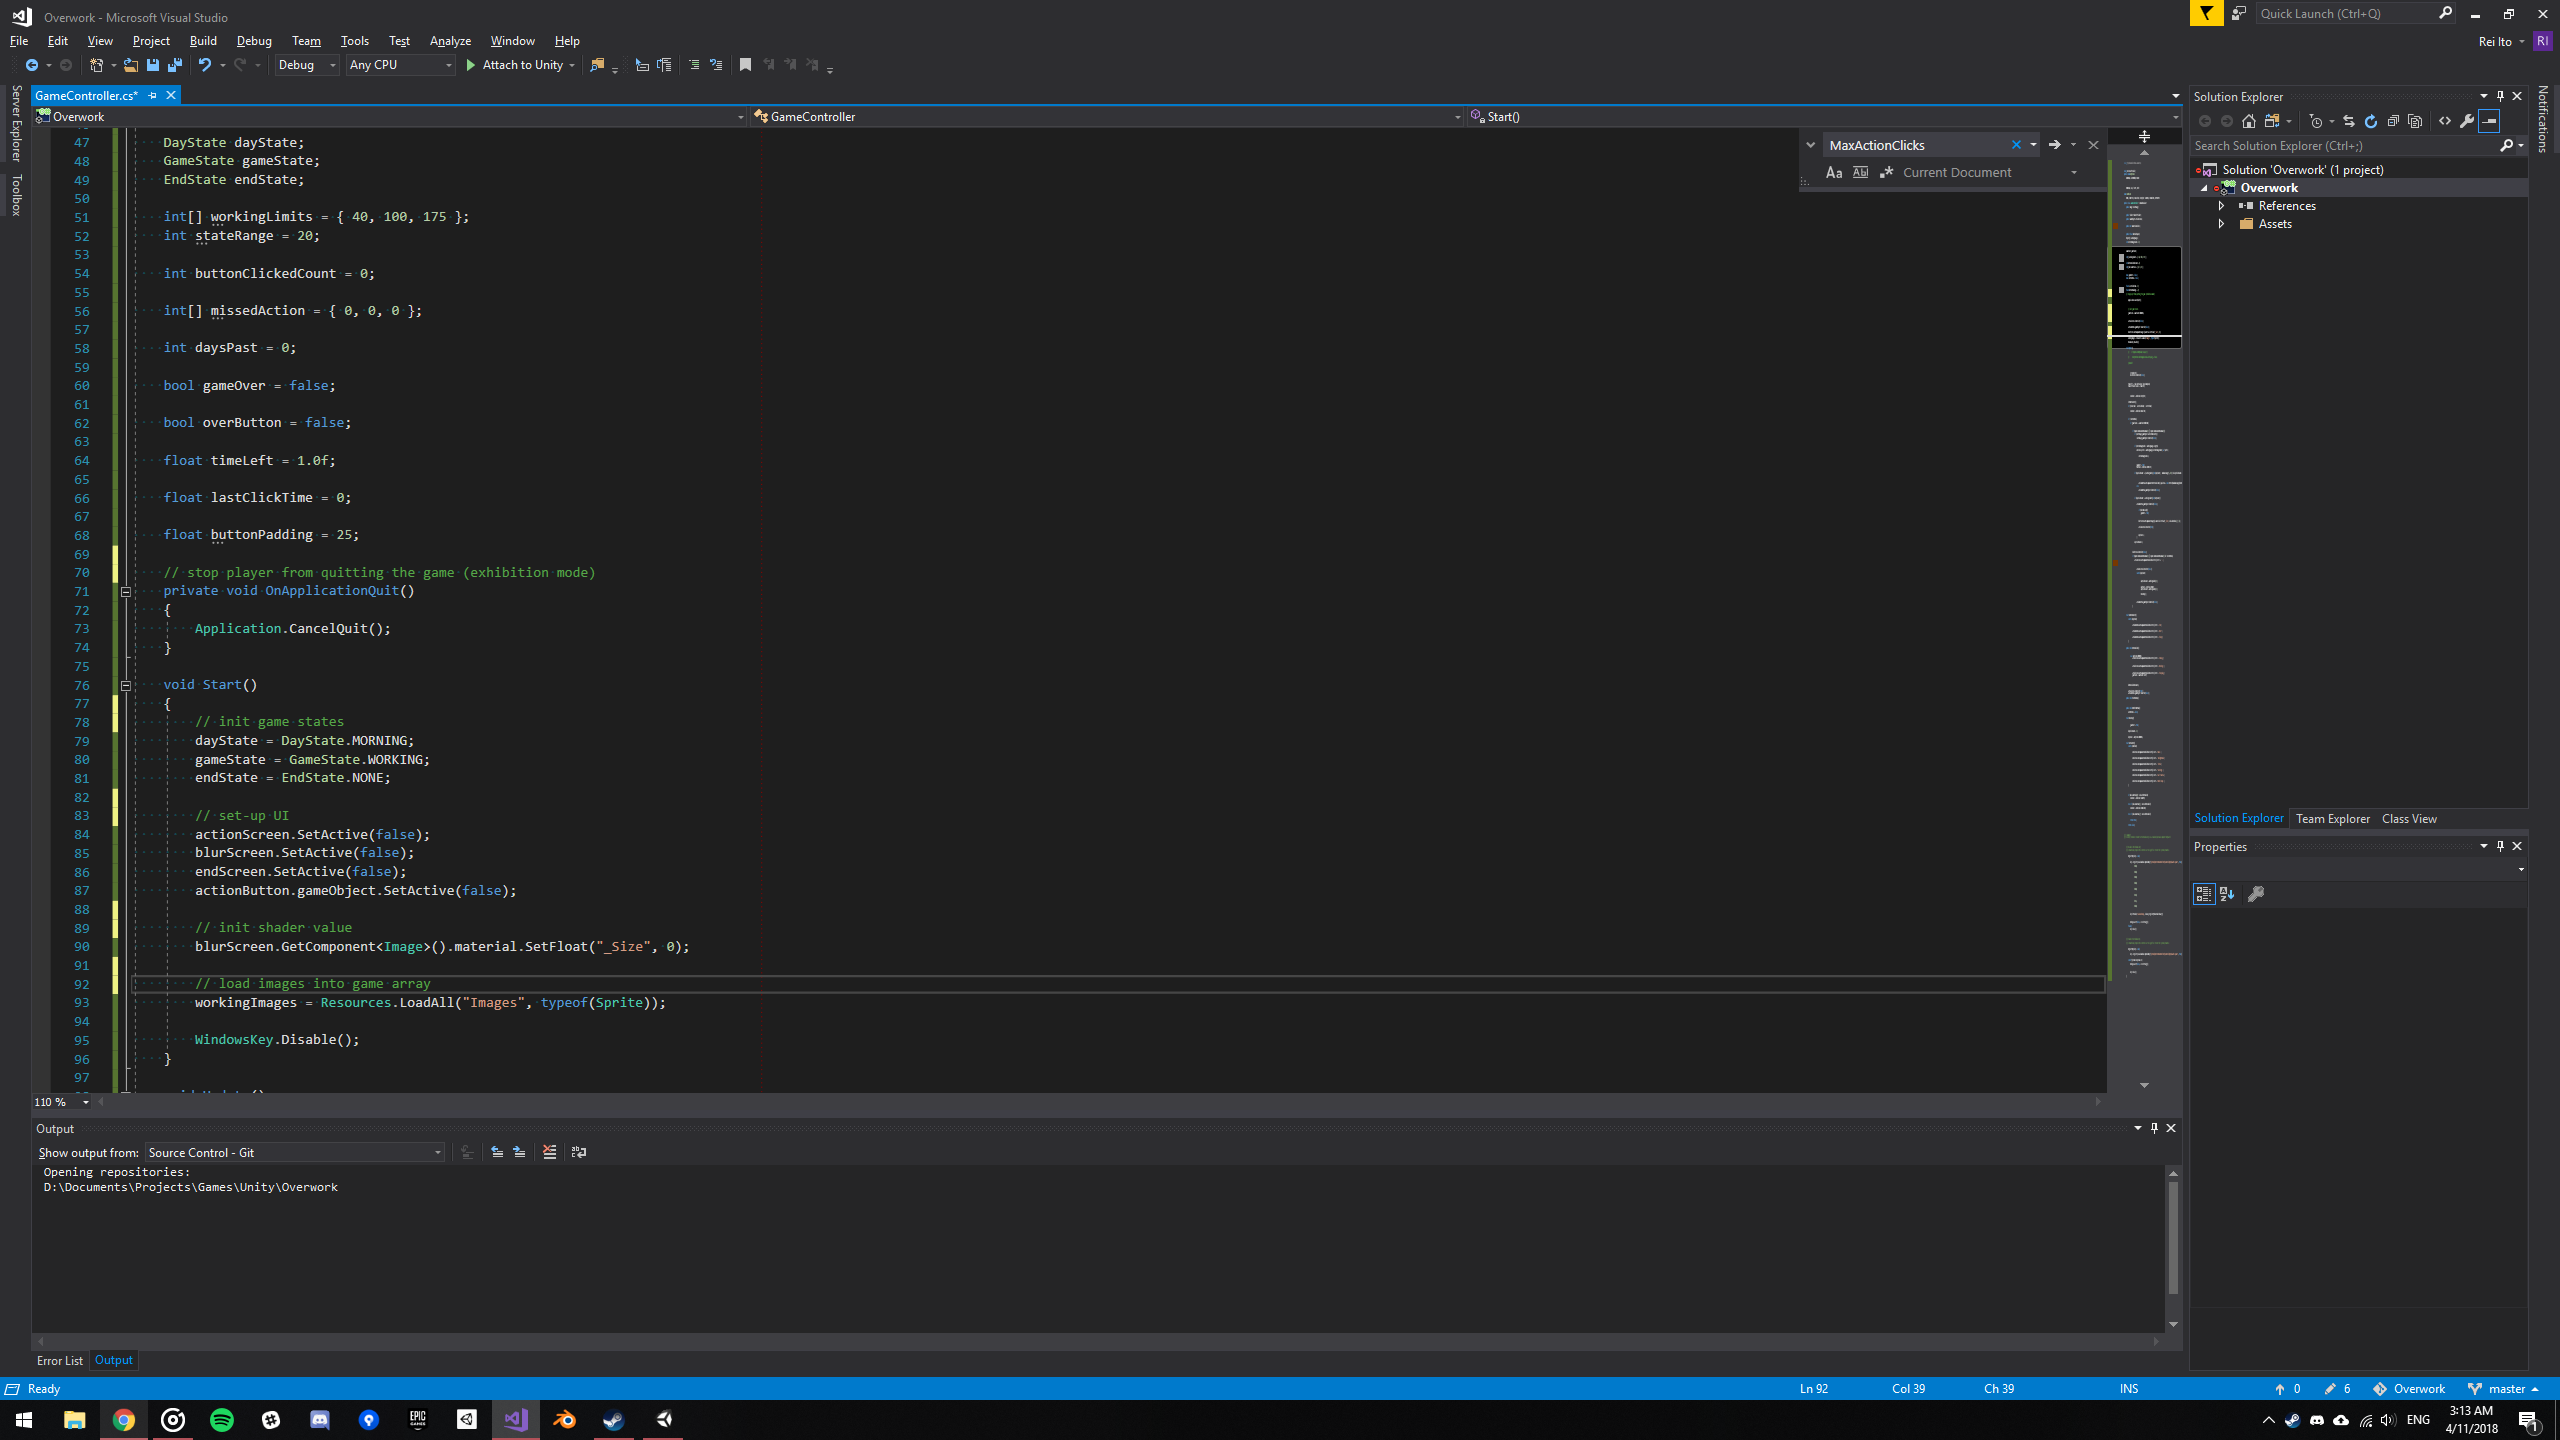 Overwork - Microsoft Visual Studio
Quick Launch (Ctrl+Q)
File Edit View Project Build Debug Team Tools Test Analyze Window Help
Rei Ito RI
Debug Any CPU Attach to Unity
Server Explorer
Toolbox
Notifications
GameController.cs*
Overwork GameController Start()
MaxActionClicks
Aa Current Document
47 DayState dayState;
48 GameState gameState;
49 EndState endState;
50
51 int[] workingLimits = { 40, 100, 175 };
52 int stateRange = 20;
53
54 int buttonClickedCount = 0;
55
56 int[] missedAction = { 0, 0, 0 };
57
58 int daysPast = 0;
59
60 bool gameOver = false;
61
62 bool overButton = false;
63
64 float timeLeft = 1.0f;
65
66 float lastClickTime = 0;
67
68 float buttonPadding = 25;
69
70 // stop player from quitting the game (exhibition mode)
71 private void OnApplicationQuit()
72 {
73 Application.CancelQuit();
74 }
75
76 void Start()
77 {
78 // init game states
79 dayState = DayState.MORNING;
80 gameState = GameState.WORKING;
81 endState = EndState.NONE;
82
83 // set-up UI
84 actionScreen.SetActive(false);
85 blurScreen.SetActive(false);
86 endScreen.SetActive(false);
87 actionButton.gameObject.SetActive(false);
88
89 // init shader value
90 blurScreen.GetComponent<Image>().material.SetFloat("_Size", 0);
91
92 // load images into game array
93 workingImages = Resources.LoadAll("Images", typeof(Sprite));
94
95 WindowsKey.Disable();
96 }
97
110 %
Solution Explorer
Search Solution Explorer (Ctrl+;)
Solution 'Overwork' (1 project)
Overwork
References
Assets
Solution Explorer Team Explorer Class View
Properties
Output
Show output from: Source Control - Git
Opening repositories:
D:\Documents\Projects\Games\Unity\Overwork
Error List Output
Ready Ln 92 Col 39 Ch 39 INS 0 6 Overwork master
EPIC GAMES
ENG
3:13 AM
4/11/2018
1